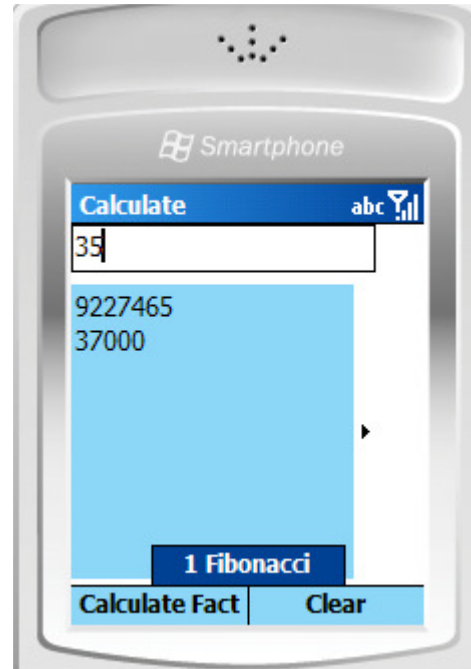 Smartphone
Calculate abc
35
9227465
37000
1 Fibonacci
Calculate Fact Clear